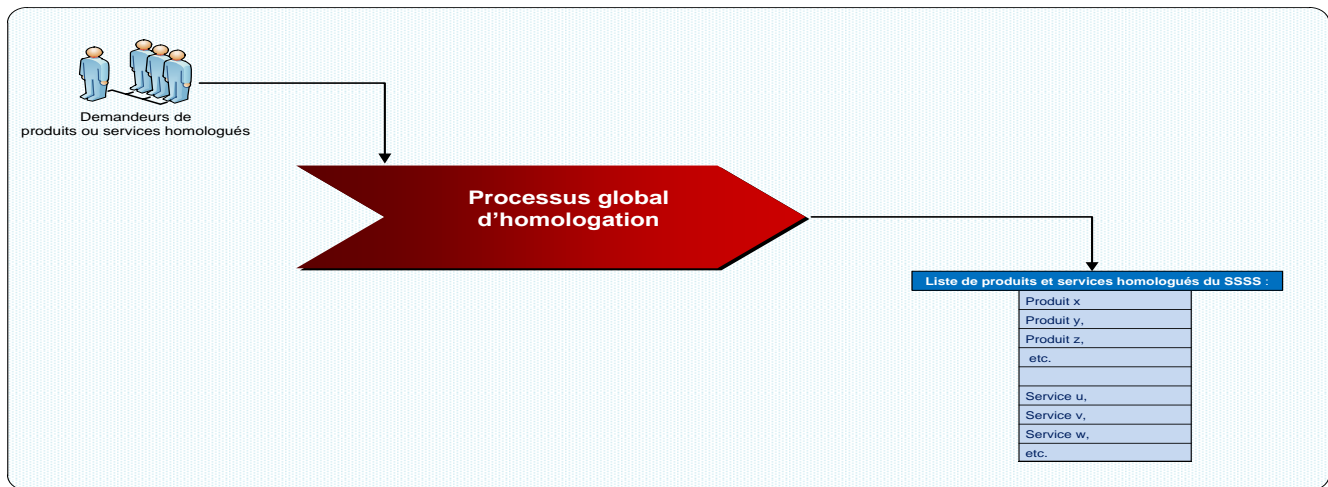 Demandeurs de
produits ou services homologués
Processus global
d'homologation
Liste de produits et services homologués du SSSS :
Produit x
Produit y,
Produit z,
etc.
Service u,
Service v,
Service w,
etc.